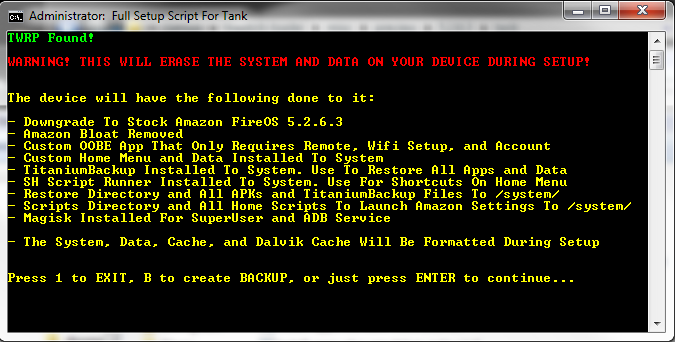 Administrator: Full Setup Script For Tank
TWRP Found!
WARNING! THIS WILL ERASE THE SYSTEM AND DATA ON YOUR DEVICE DURING SETUP!
The device will have the following done to it:
- Downgrade To Stock Amazon FireOS 5.2.6.3
- Amazon Bloat Removed
- Custom OOBE App That Only Requires Remote, Wifi Setup, and Account
- Custom Home Menu and Data Installed To System
- TitaniumBackup Installed To System. Use To Restore All Apps and Data
- SH Script Runner Installed To System. Use For Shortcuts On Home Menu
- Restore Directory and All APKs and TitaniumBackup Files To /system/
- Scripts Directory and All Home Scripts To Launch Amazon Settings To /system/
- Magisk Installed For SuperUser and ADB Service
- The System, Data, Cache, and Dalvik Cache Will Be Formatted During Setup
Press 1 to EXIT, B to create BACKUP, or just press ENTER to continue...